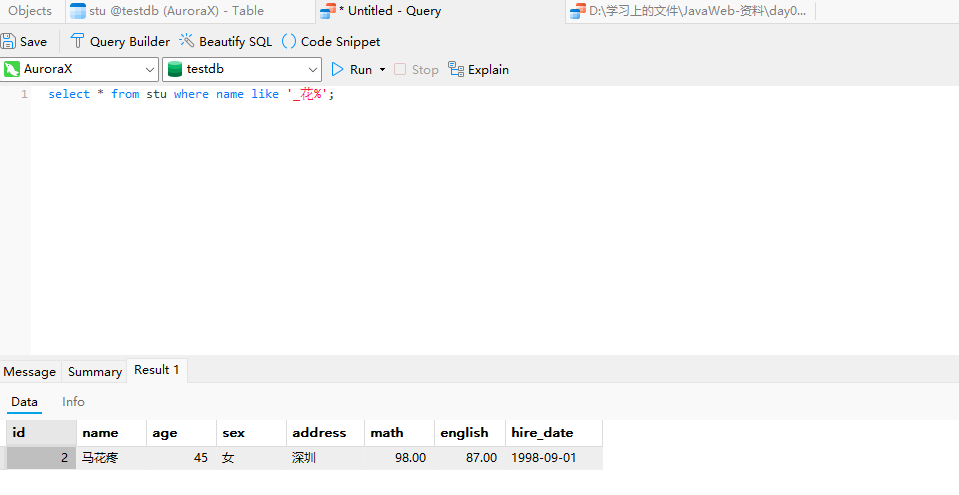 Objects stu @testdb (AuroraX) - Table * Untitled - Query D:\学习上的文件\JavaWeb-资料\day0...
Save Query Builder Beautify SQL () Code Snippet
AuroraX testdb Run Stop Explain
1 select * from stu where name like '_花%';
Message Summary Result 1
Data Info
id name age sex address math english hire_date
2 马花疼 45 女 深圳 98.00 87.00 1998-09-01